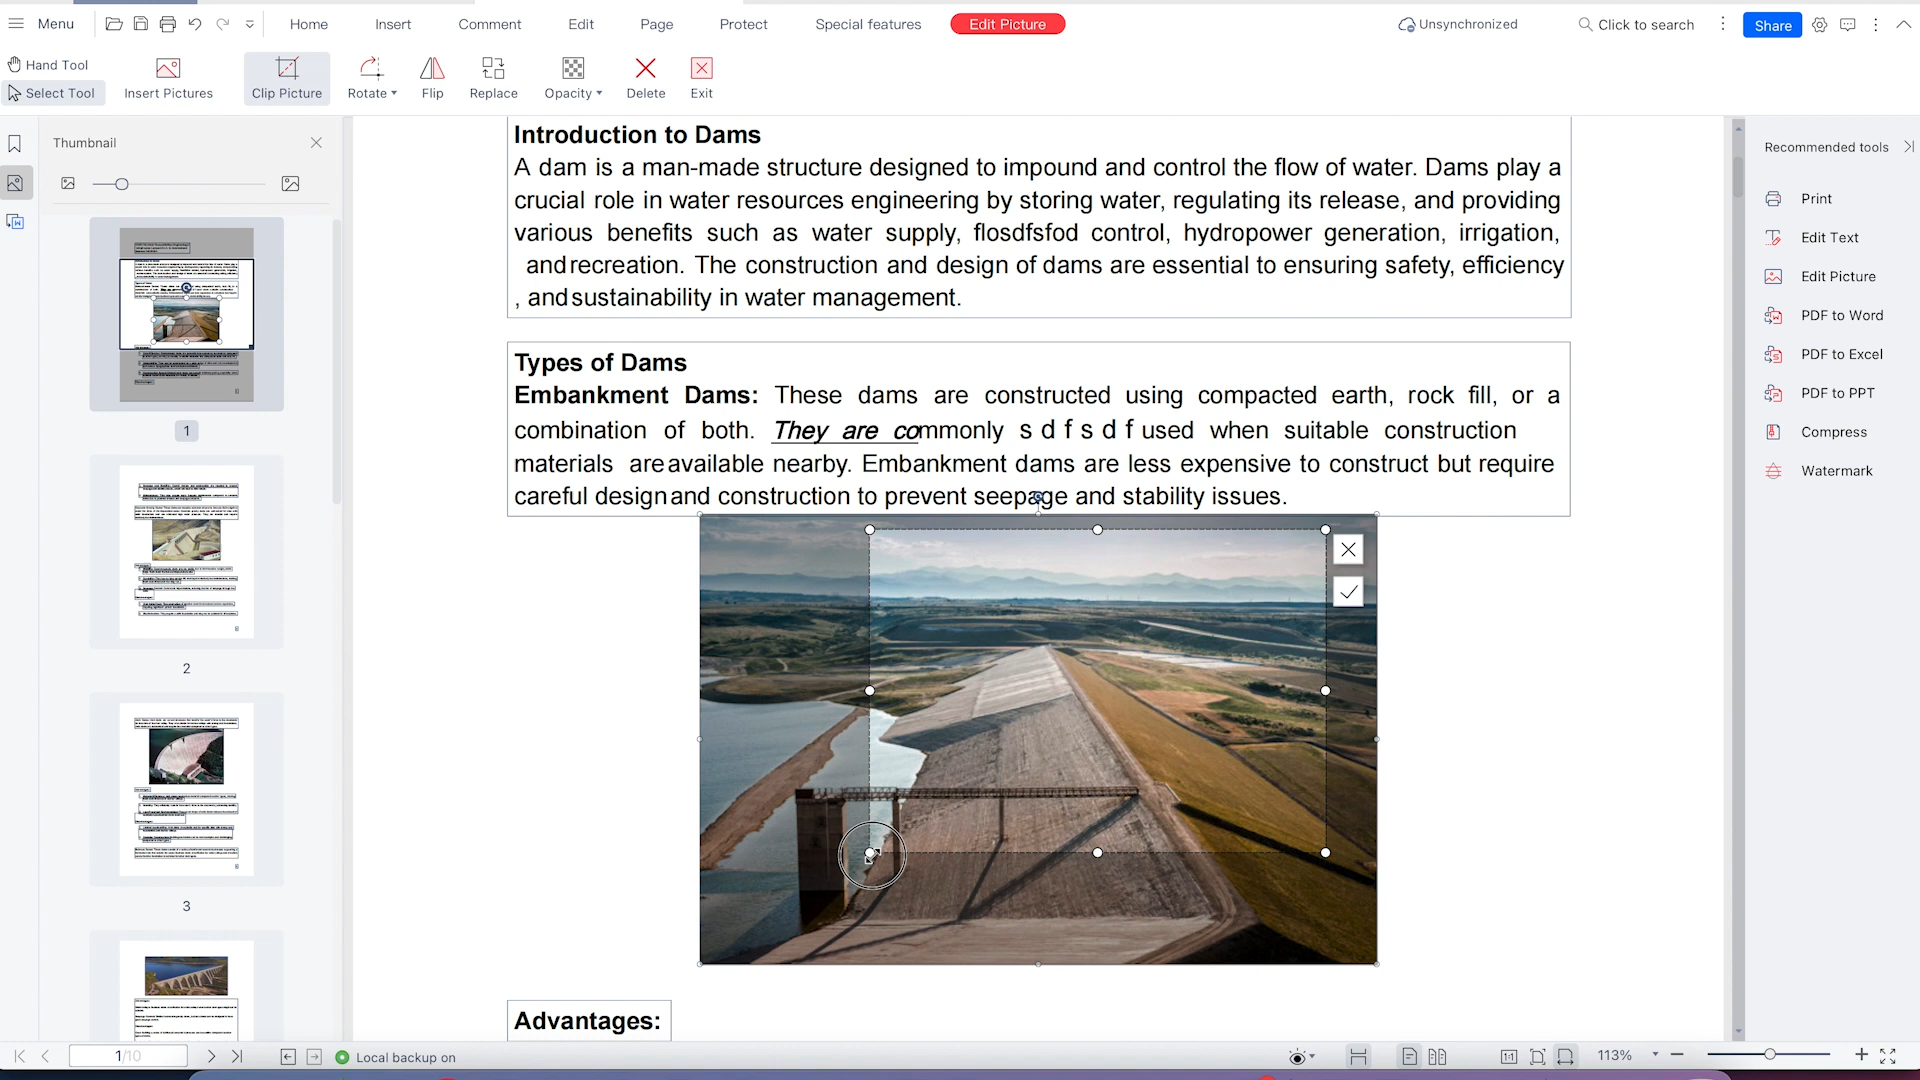 Menu
Home
Insert
Comment
Edit
Page
Protect
Special features
Edit Picture
Unsynchronized
Click to search
Share
Hand Tool
Select Tool
Insert Pictures
Clip Picture
Rotate
Flip
Replace
Opacity
Delete
Exit
Thumbnail
1
2
3
Introduction to Dams
A dam is a man-made structure designed to impound and control the flow of water. Dams play a
crucial role in water resources engineering by storing water, regulating its release, and providing
various benefits such as water supply, flosdfsfod control, hydropower generation, irrigation,
and recreation. The construction and design of dams are essential to ensuring safety, efficiency
, and sustainability in water management.
Types of Dams
Embankment Dams: These dams are constructed using compacted earth, rock fill, or a
combination of both. They are commonly s d f s d f used when suitable construction
materials are available nearby. Embankment dams are less expensive to construct but require
careful design and construction to prevent seepage and stability issues.
Advantages:
Recommended tools
Print
Edit Text
Edit Picture
PDF to Word
PDF to Excel
PDF to PPT
Compress
Watermark
1/10
Local backup on
1:1
113%